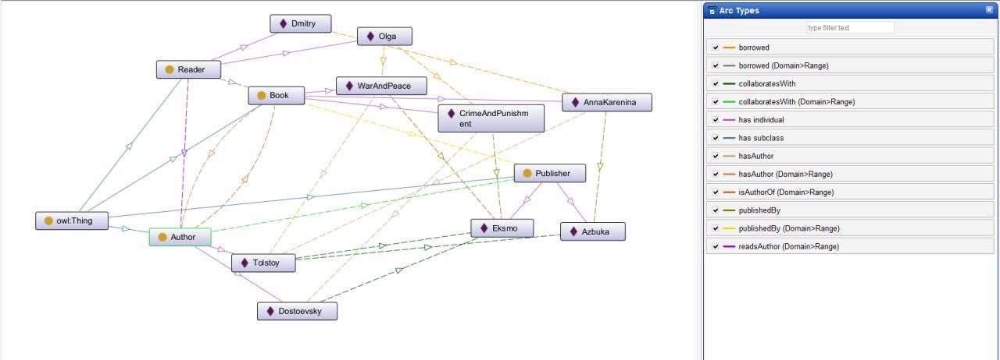 Dmitry
Olga
Reader
WarAndPeace
Book
AnnaKarenina
CrimeAndPunishm
ent
Publisher
owl:Thing
Author
Eksmo
Azbuka
Tolstoy
Dostoevsky
Arc Types
type filter text
borrowed
borrowed (Domain>Range)
collaboratesWith
collaboratesWith (Domain>Range)
has individual
has subclass
hasAuthor
hasAuthor (Domain>Range)
isAuthorOf (Domain>Range)
publishedBy
publishedBy (Domain>Range)
readsAuthor (Domain>Range)